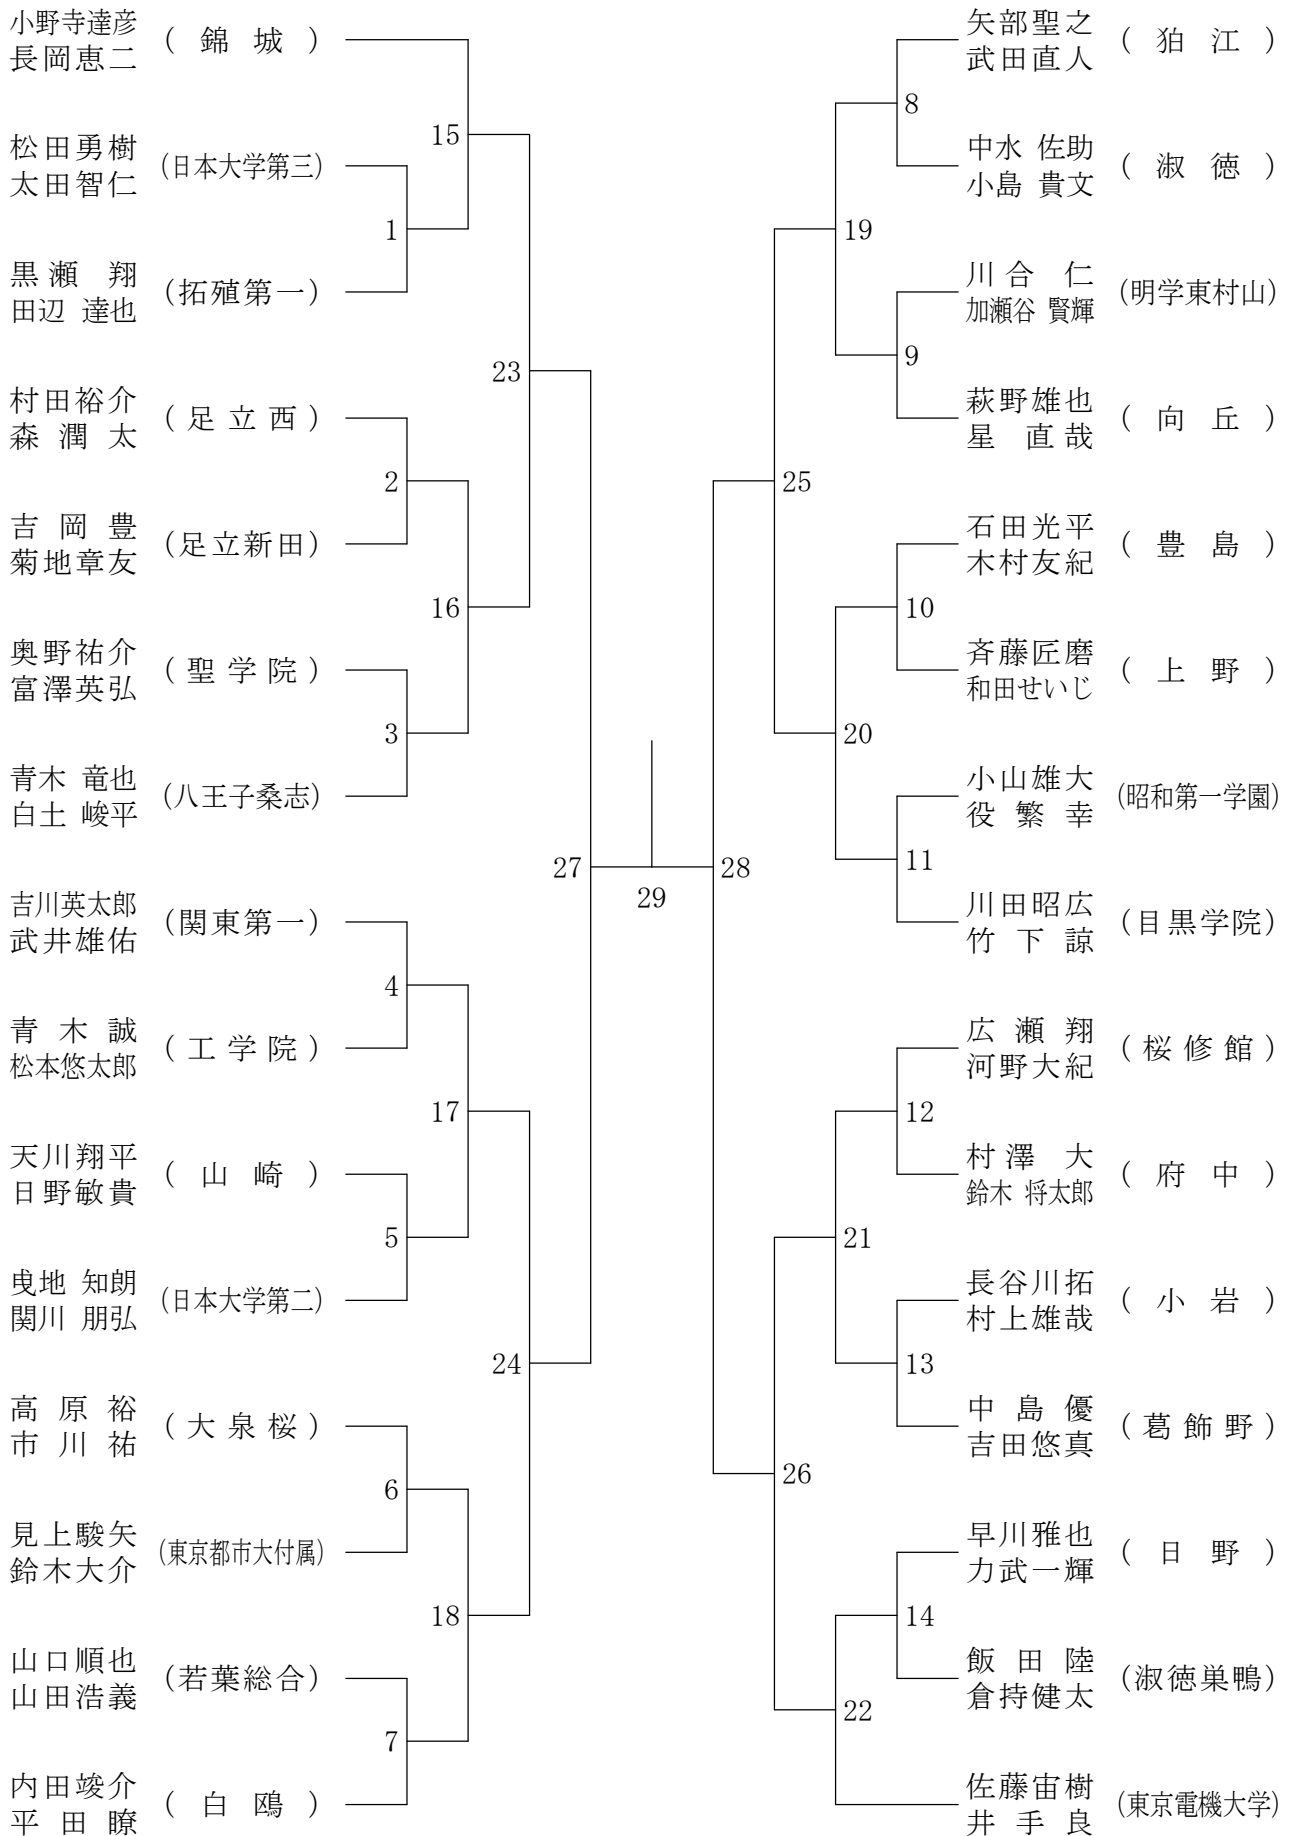 小野寺達彦
長岡恵二
(錦城)
松田勇樹
太田智仁
(日本大学第三)
黒瀬 翔
田辺 達也
(拓殖第一)
村田裕介
森潤太
(足立西)
吉岡豊
菊地章友
(足立新田)
奥野祐介
富澤英弘
(聖学院)
青木 竜也
白土 峻平
(八王子桑志)
吉川英太郎
武井雄佑
(関東第一)
青木誠
松本悠太郎
(工学院)
天川翔平
日野敏貴
(山崎)
曵地 知朗
関川 朋弘
(日本大学第二)
高原裕
市川祐
(大泉桜)
見上駿矢
鈴木大介
(東京都市大付属)
山口順也
山田浩義
(若葉総合)
内田竣介
平田瞭
(白鴎)
1
2
3
4
5
6
7
15
16
17
18
23
24
27
29
28
25
26
19
20
21
22
8
9
10
11
12
13
14
矢部聖之
武田直人
(狛江)
中水 佐助
小島 貴文
(淑徳)
川合 仁
加瀬谷 賢輝
(明学東村山)
萩野雄也
星 直哉
(向丘)
石田光平
木村友紀
(豊島)
斉藤匠磨
和田せいじ
(上野)
小山雄大
役繁幸
(昭和第一学園)
川田昭広
竹下諒
(目黒学院)
広瀬翔
河野大紀
(桜修館)
村澤 大
鈴木 将太郎
(府中)
長谷川拓
村上雄哉
(小岩)
中島優
吉田悠真
(葛飾野)
早川雅也
力武一輝
(日野)
飯田陸
倉持健太
(淑徳巣鴨)
佐藤宙樹
井手良
(東京電機大学)